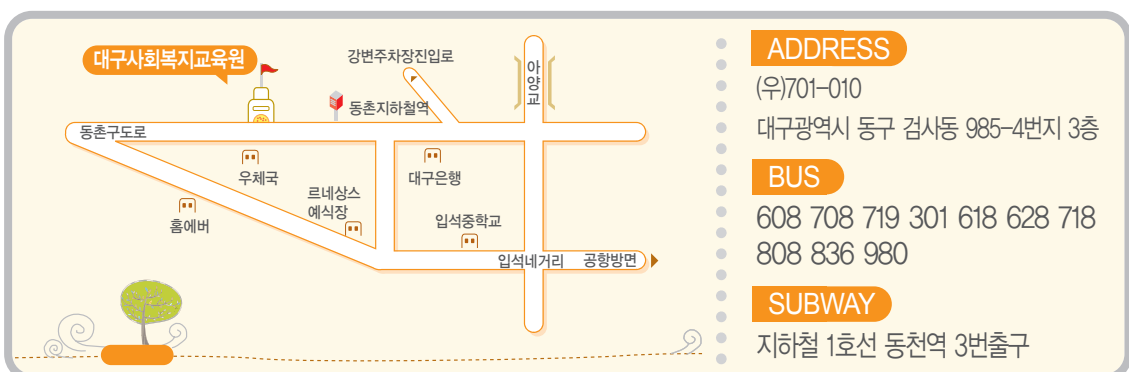 대구사회복지교육원
강변주차장진입로
아양교
동촌지하철역
동촌구도로
우체국
대구은행
르네상스
예식장
홈에버
입석중학교
입석네거리
공항방면
ADDRESS
(우)701-010
대구광역시 동구 검사동 985-4번지 3층
BUS
608 708 719 301 618 628 718
808 836 980
SUBWAY
지하철 1호선 동천역 3번출구